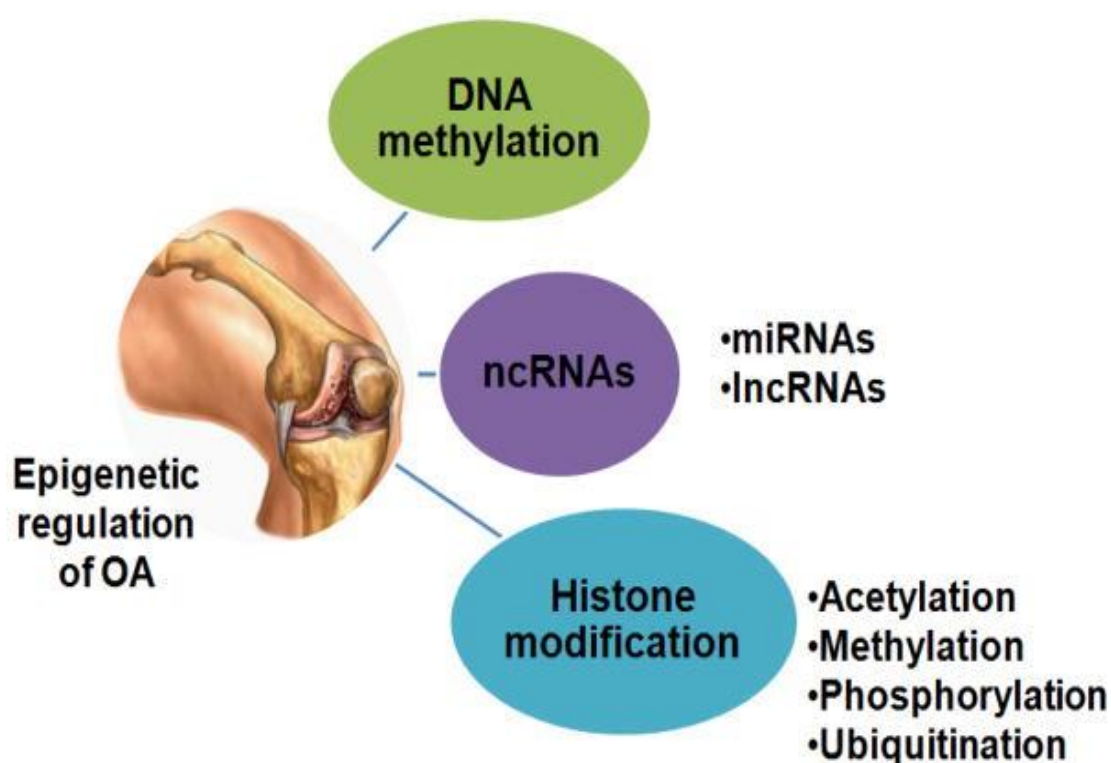 DNA
methylation
ncRNAs
•miRNAs
•lncRNAs
Epigenetic
regulation
of OA
Histone
modification
•Acetylation
•Methylation
•Phosphorylation
•Ubiquitination